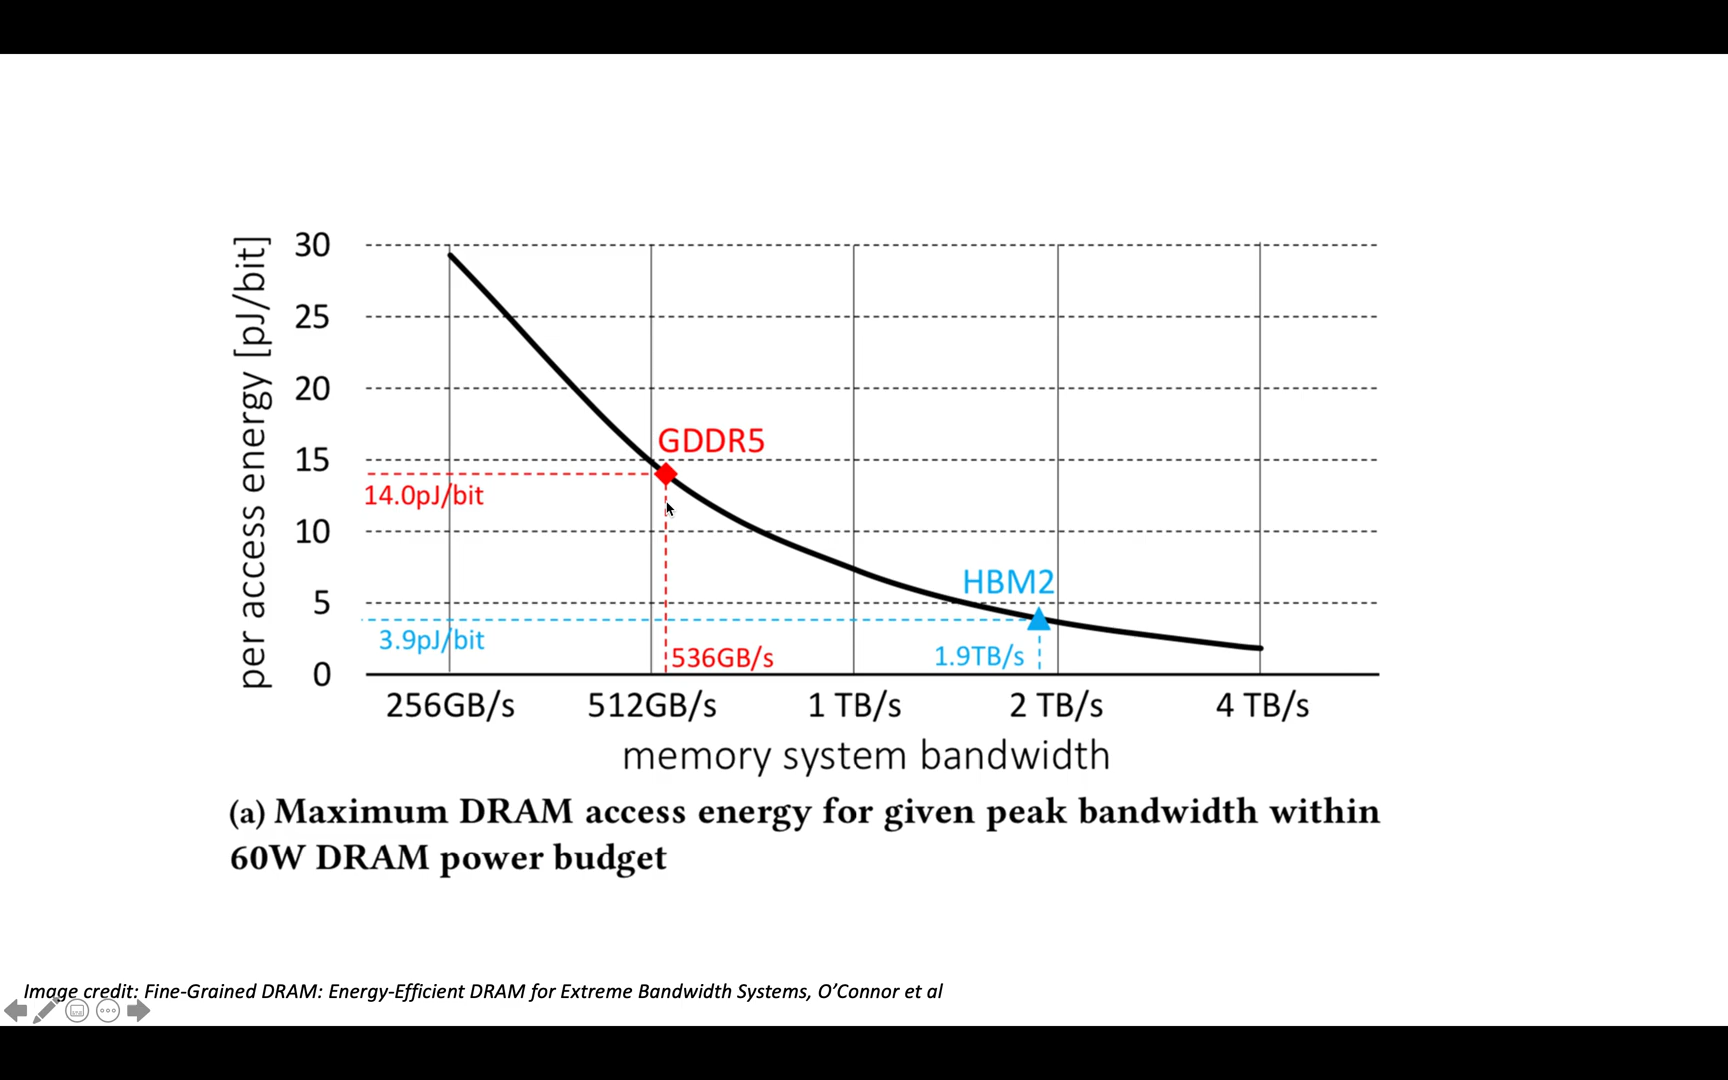 per access energy [pJ/bit]
30
25
20
15
10
5
0
GDDR5
14.0pJ/bit
HBM2
3.9pJ/bit
536GB/s
1.9TB/s
256GB/s 512GB/s 1 TB/s 2 TB/s 4 TB/s
memory system bandwidth
(a) Maximum DRAM access energy for given peak bandwidth within
60W DRAM power budget
Image credit: Fine-Grained DRAM: Energy-Efficient DRAM for Extreme Bandwidth Systems, O’Connor et al